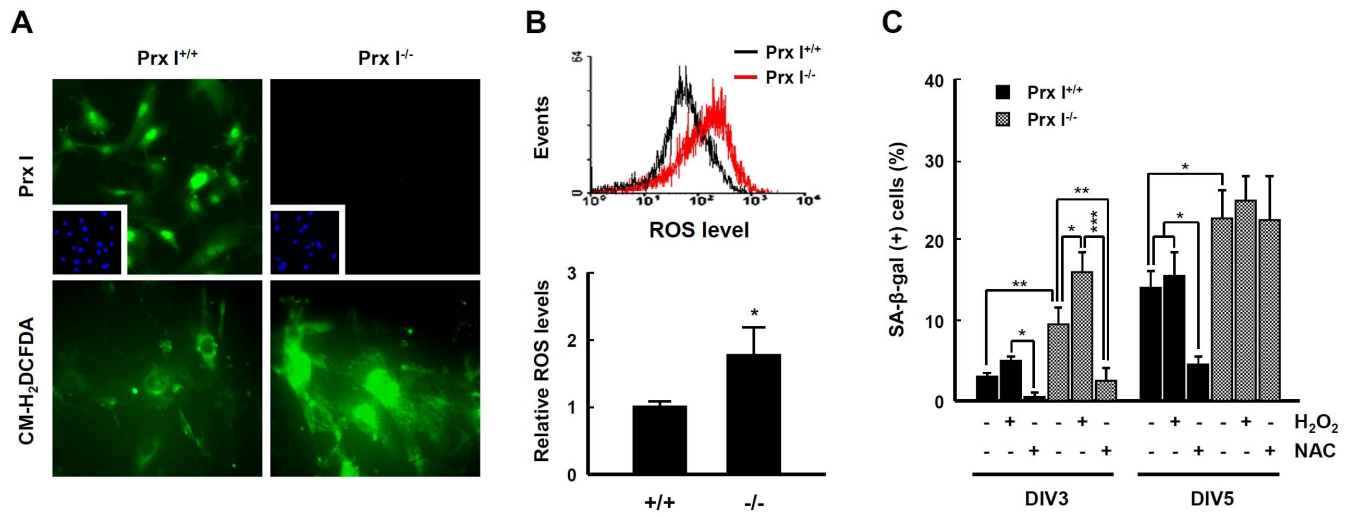 A
Prx I+/+
Prx I-/-
Prx I
CM-H2DCFDA
B
Prx I+/+
Prx I-/-
Events
64
0
10⁰
10¹
10²
10³
10⁴
ROS level
Relative ROS levels
3
2
1
0
*
+/+
-/-
C
SA-β-gal (+) cells (%)
40
30
20
10
0
Prx I+/+
Prx I-/-
** * ** * *** * *
- + - - + - - + - - + - H2O2
- - + - - + - - + - - + NAC
DIV3
DIV5